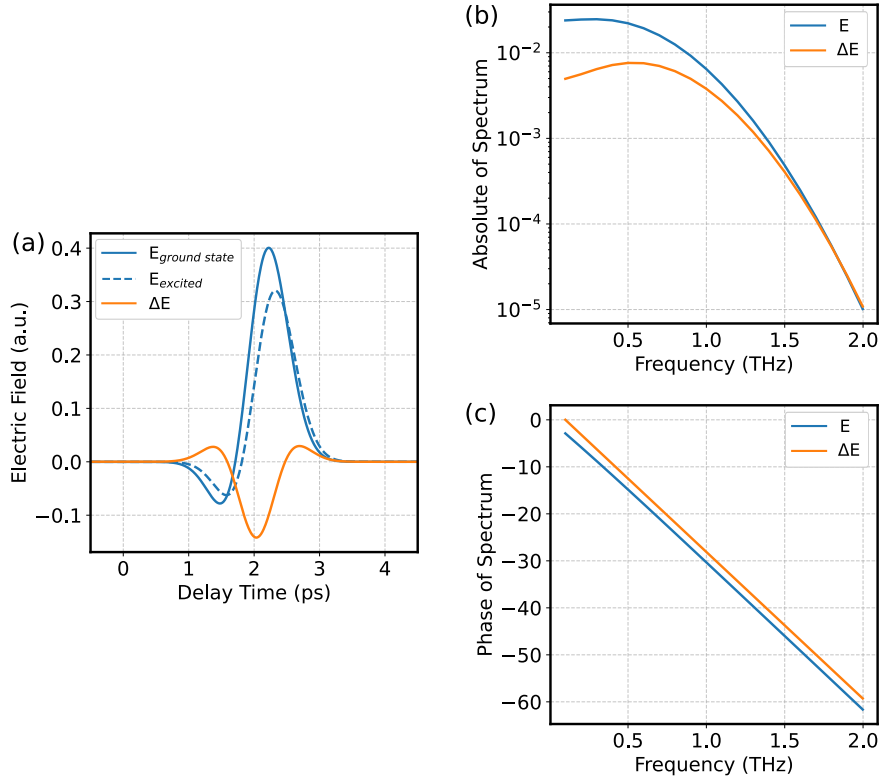 (a)
Electric Field (a.u.)
0.4
0.3
0.2
0.1
0.0
−0.1
E_ground state
E_excited
ΔE
0 1 2 3 4
Delay Time (ps)
(b)
Absolute of Spectrum
10^−2
10^−3
10^−4
10^−5
E
ΔE
0.5 1.0 1.5 2.0
Frequency (THz)
(c)
Phase of Spectrum
0
−10
−20
−30
−40
−50
−60
E
ΔE
0.5 1.0 1.5 2.0
Frequency (THz)